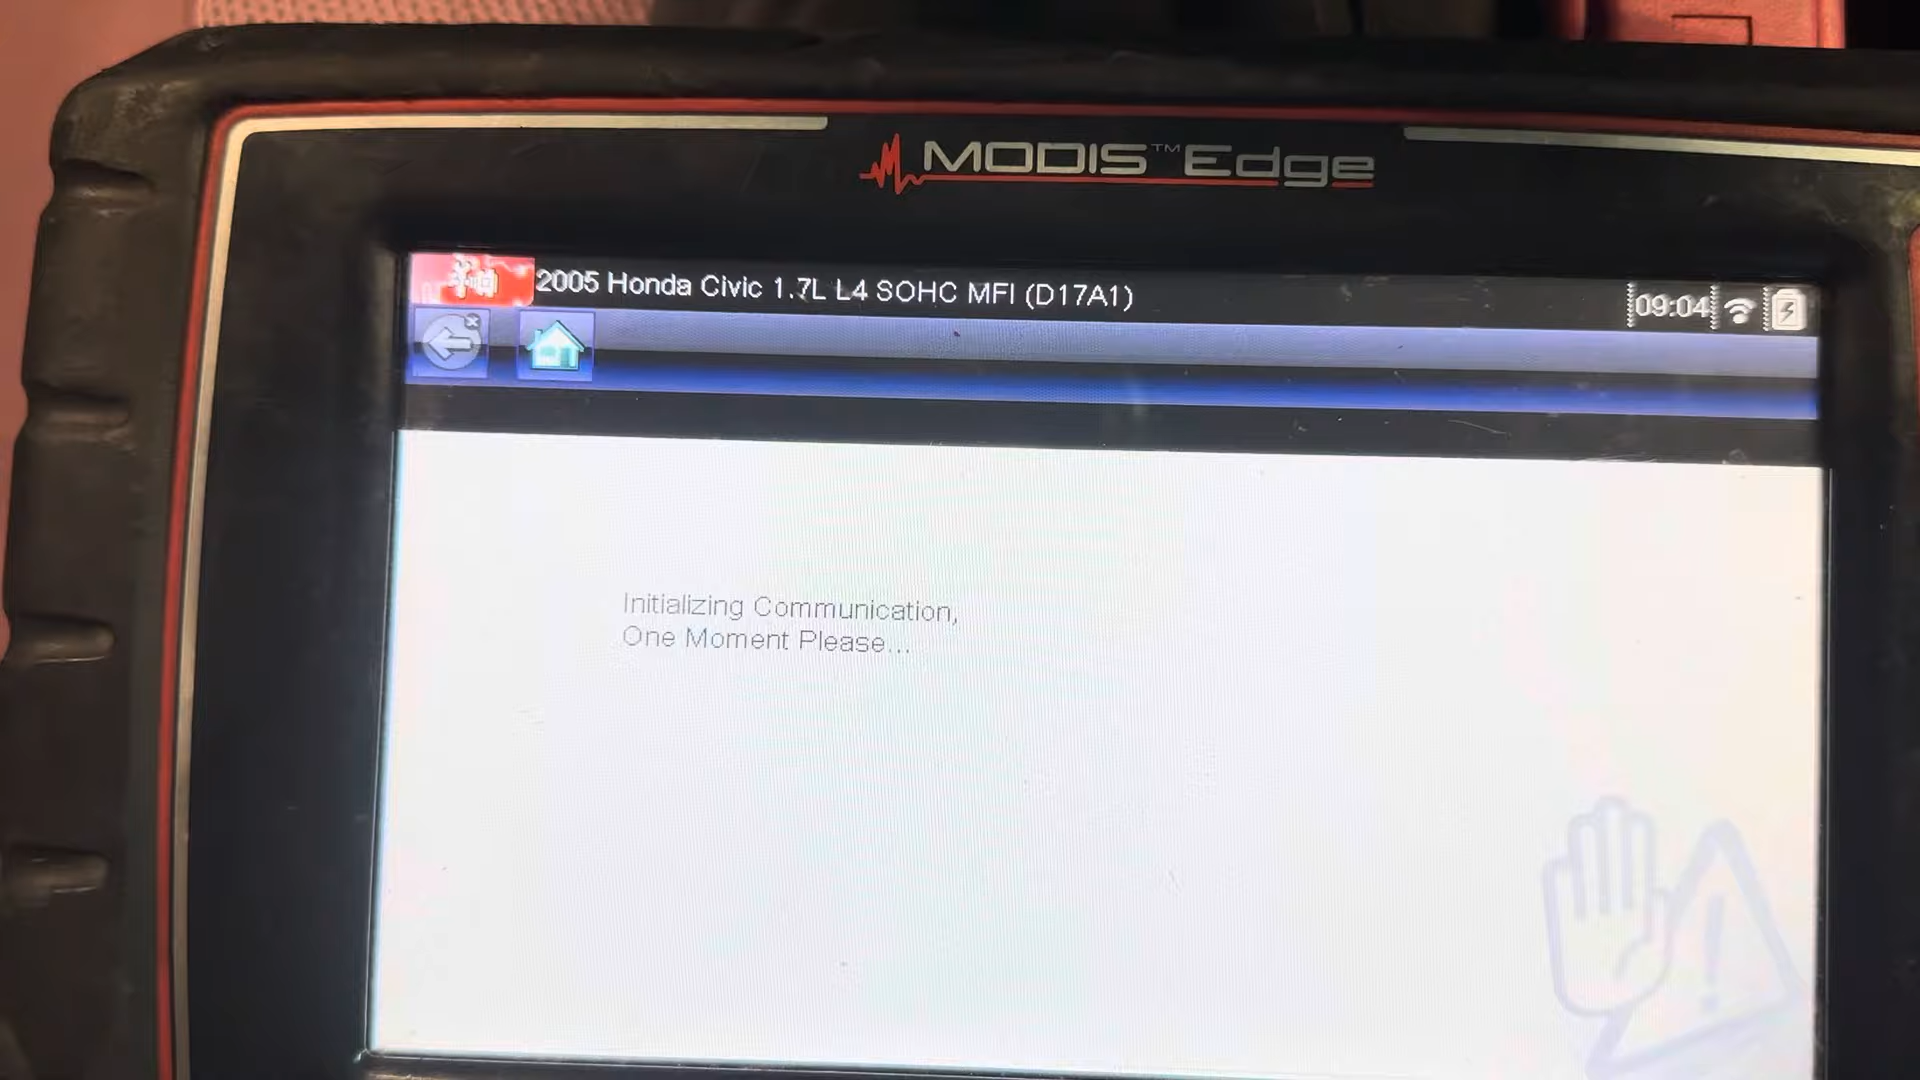 MODIS™ Edge
2005 Honda Civic 1.7L L4 SOHC MFI (D17A1)
09:04
Initializing Communication,
One Moment Please...